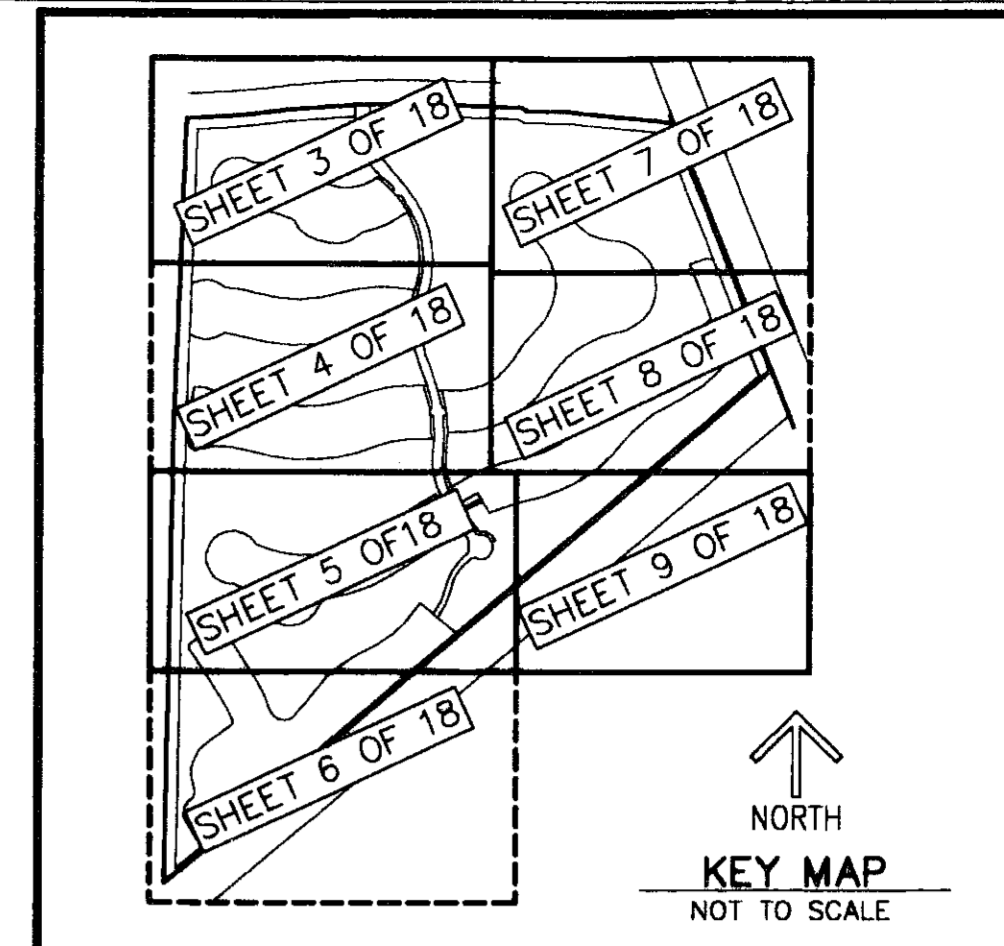 SHEET 3 OF 18
SHEET 7 OF 18
SHEET 4 OF 18
SHEET 8 OF 18
SHEET 5 OF18
SHEET 9 OF 18
SHEET 6 OF 18
NORTH
KEY MAP
NOT TO SCALE